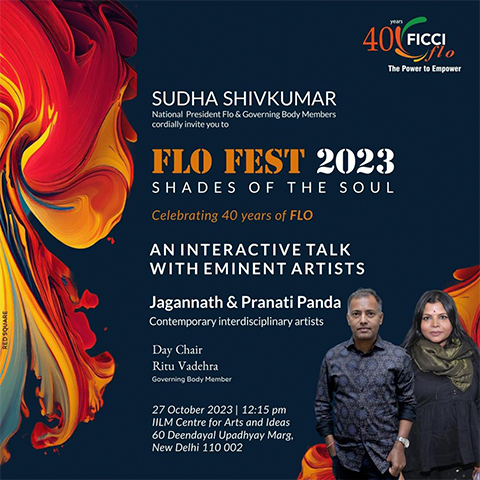 40 years FICCI
flo
The Power to Empower
SUDHA SHIVKUMAR
National President Flo & Governing Body Members
cordially invite you to
FLO FEST 2023
SHADES OF THE SOUL
Celebrating 40 years of FLO
AN INTERACTIVE TALK
WITH EMINENT ARTISTS
Jagannath & Pranati Panda
Contemporary interdisciplinary artists
Day Chair
Ritu Vadehra
Governing Body Member
27 October 2023 | 12:15 pm
IILM Centre for Arts and Ideas
60 Deendayal Upadhyay Marg,
New Delhi 110 002
RED SQUARE